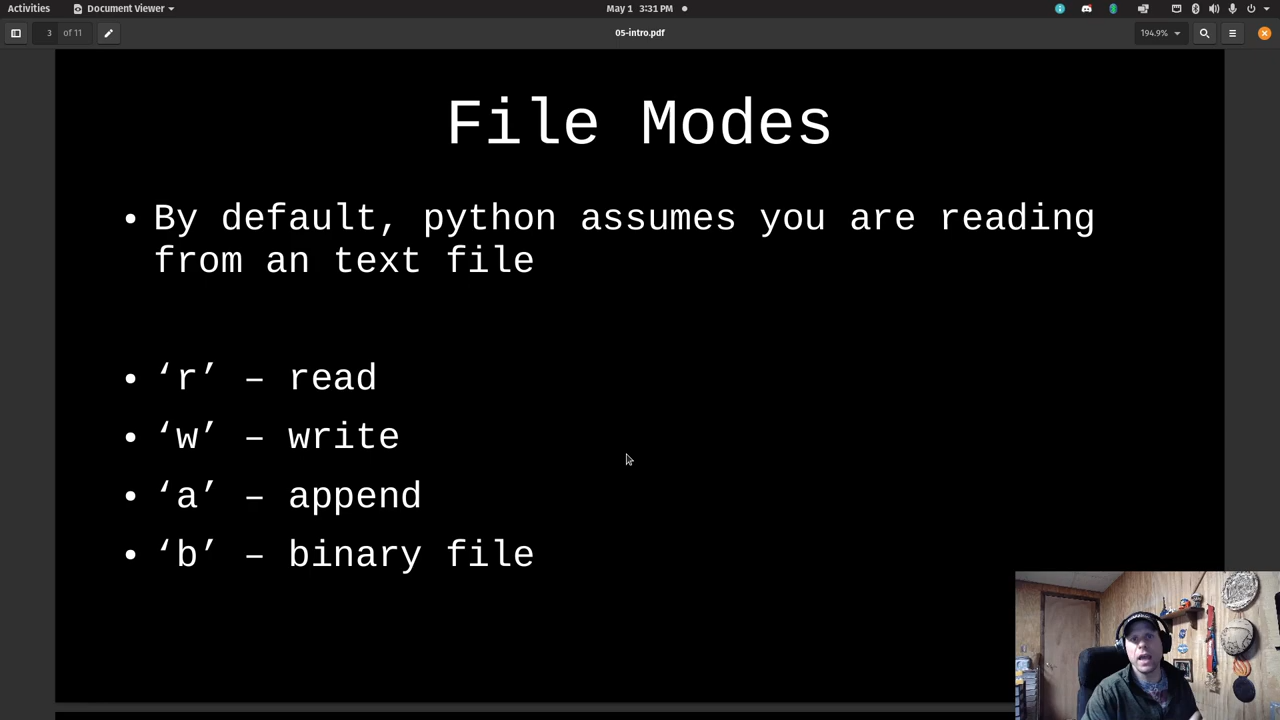 Activities
Document Viewer
May 1 3:31 PM
3
of 11
05-intro.pdf
194.9%
File Modes
• By default, python assumes you are reading
from an text file
• ‘r’ – read
• ‘w’ – write
• ‘a’ – append
• ‘b’ – binary file